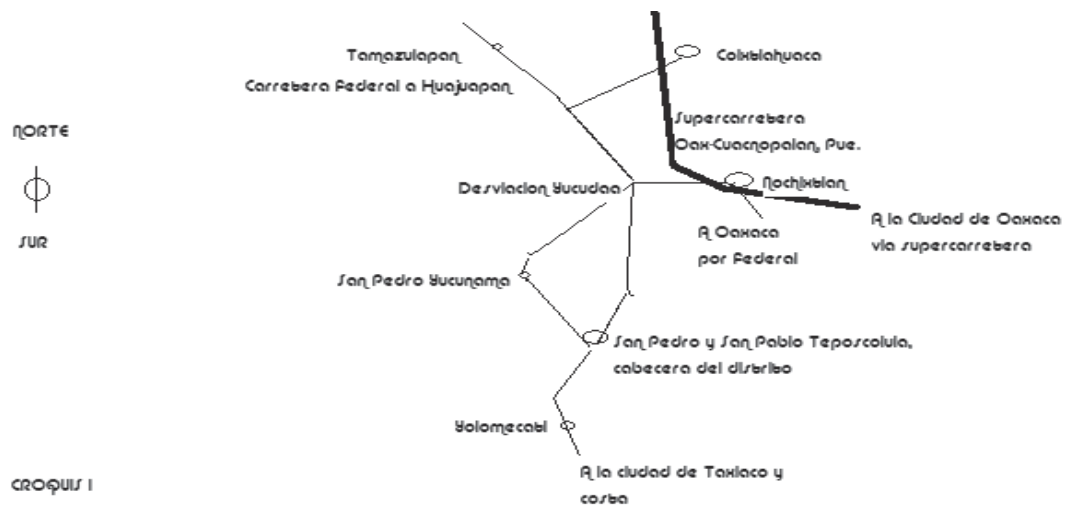 Tamazulapan
Coixtlahuaca
Carretera Federal a Huajuapan
Supercarretera
Oax-Cuacnopalan, Pue.
NORTE
Desviacion Yucudaa
Nochixtlan
A la Ciudad de Oaxaca
via supercarretera
SUR
A Oaxaca
por Federal
San Pedro Yucunama
San Pedro y San Pablo Teposcolula,
cabecera del distrito
Yolomecatl
A la ciudad de Taxiaco y
costa
CROQUIS I